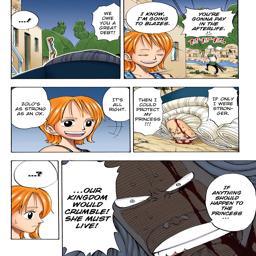 YOU'RE
GONNA PAY
IN THE
AFTERLIFE.
I KNOW,
I'M GOING
TO BLAZES.
WE OWE
YOU A
GREAT
DEBT!
...?
IF ONLY I
WERE
STRON-
GER.
THEN I
COULD
PROTECT
MY
PRINCESS
!!!
IT'S
ALL
RIGHT.
ZOLO'S
AS STRONG
AS AN OX.
IF
ANYTHING
SHOULD
HAPPEN TO
THE
PRINCESS
...
...OUR
KINGDOM
WOULD
CRUMBLE!
SHE MUST
LIVE!
...?